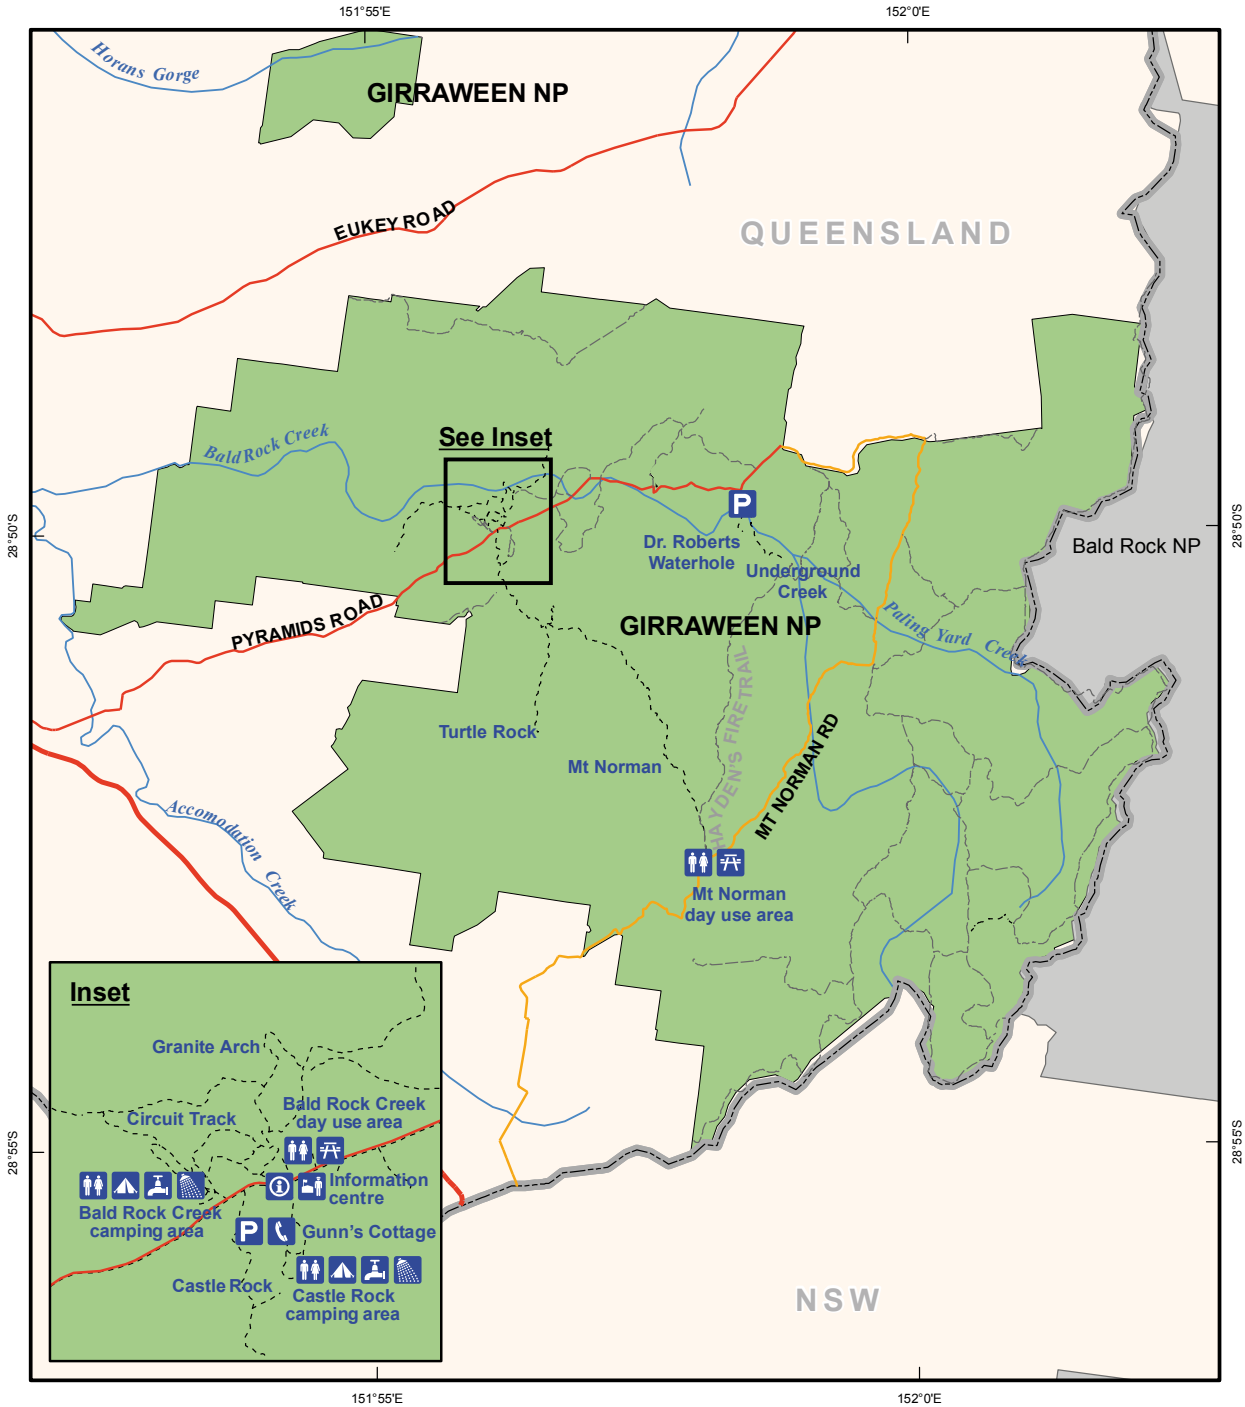 151°55'E
152°0'E
Horans Gorge
GIRRAWEEN NP
EUKEY ROAD
QUEENSLAND
Bald Rock Creek
See Inset
P
28°50'S
28°50'S
Dr. Roberts
Waterhole
Bald Rock NP
Underground
Creek
PYRAMIDS ROAD
GIRRAWEEN NP
Paling Yard Creek
HAYDEN'S FIRETRAIL
Turtle Rock
Mt Norman
MT NORMAN RD
Accomodation Creek
Mt Norman
day use area
Inset
Granite Arch
Circuit Track
Bald Rock Creek
day use area
28°55'S
28°55'S
Information
centre
Bald Rock Creek
camping area
P
Gunn's Cottage
Castle Rock
Castle Rock
camping area
NSW
151°55'E
152°0'E